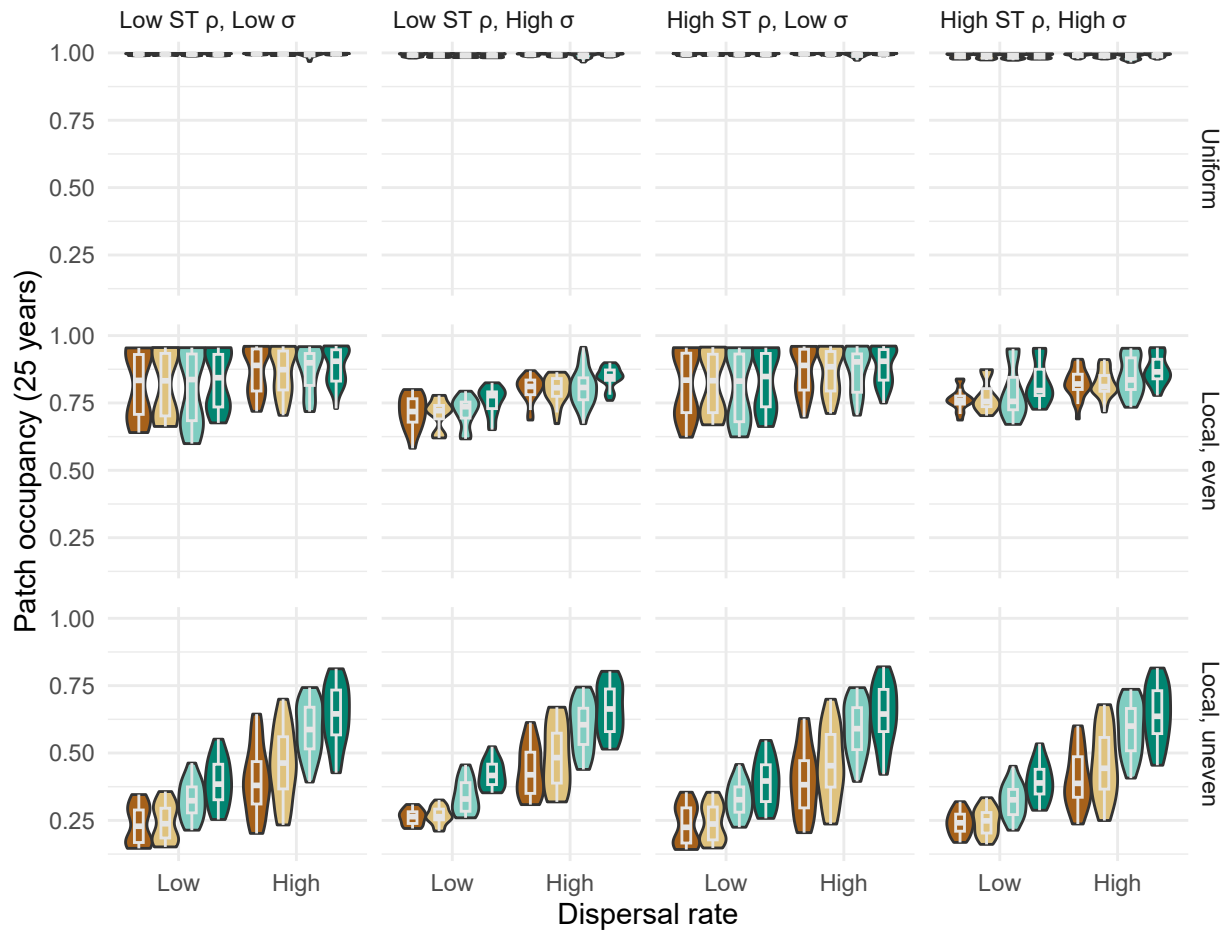 Low ST ρ, Low σ
Low ST ρ, High σ
High ST ρ, Low σ
High ST ρ, High σ
Patch occupancy (25 years)
1.00
0.75
0.50
0.25
Uniform
1.00
0.75
0.50
0.25
Local, even
1.00
0.75
0.50
0.25
Local, uneven
Low
High
Low
High
Low
High
Low
High
Dispersal rate